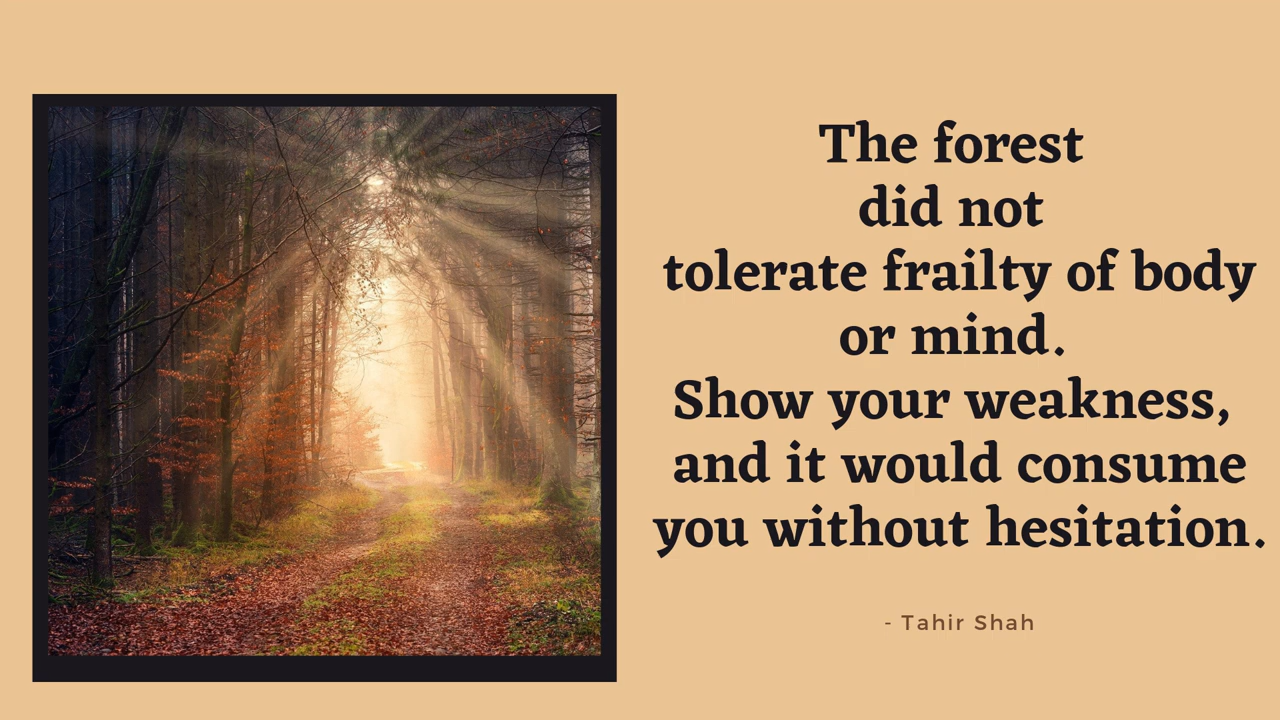 The forest
did not
tolerate frailty of body
or mind.
Show your weakness,
and it would consume
you without hesitation.
- Tahir Shah